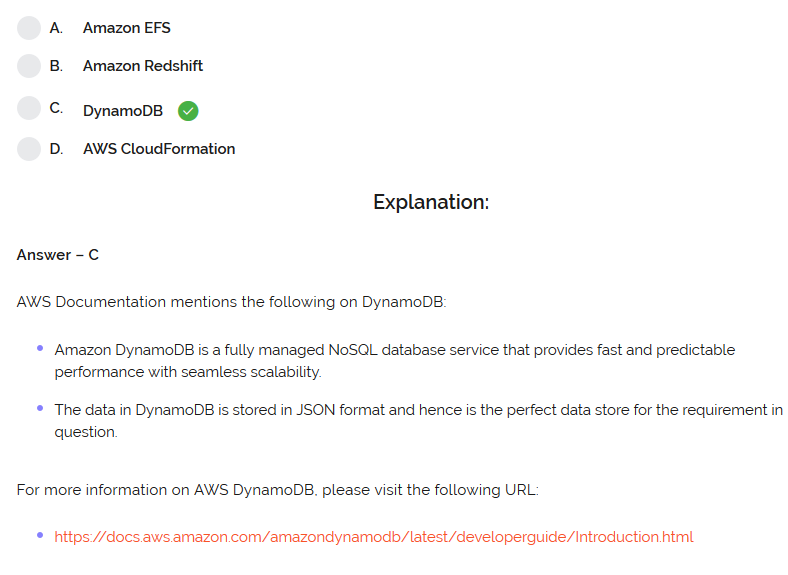 A. Amazon EFS
B. Amazon Redshift
C. DynamoDB
D. AWS CloudFormation
Explanation:
Answer – C
AWS Documentation mentions the following on DynamoDB:
Amazon DynamoDB is a fully managed NoSQL database service that provides fast and predictable
performance with seamless scalability.
The data in DynamoDB is stored in JSON format and hence is the perfect data store for the requirement in
question.
For more information on AWS DynamoDB, please visit the following URL:
https://docs.aws.amazon.com/amazondynamodb/latest/developerguide/Introduction.html